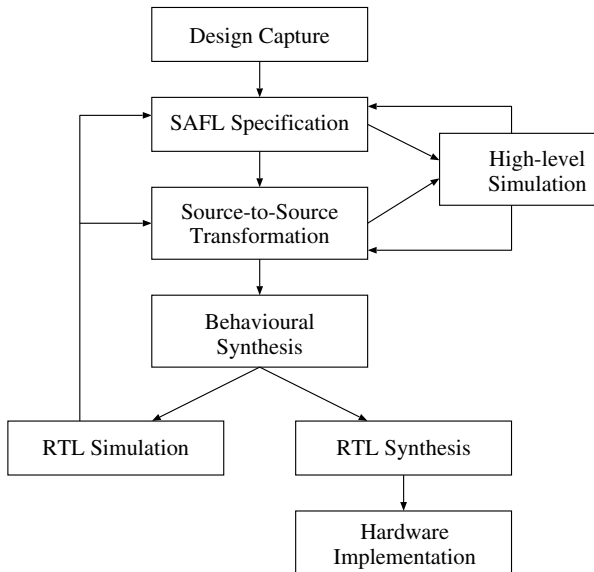 Design Capture
SAFL Specification
High-level
Simulation
Source-to-Source
Transformation
Behavioural
Synthesis
RTL Simulation
RTL Synthesis
Hardware
Implementation